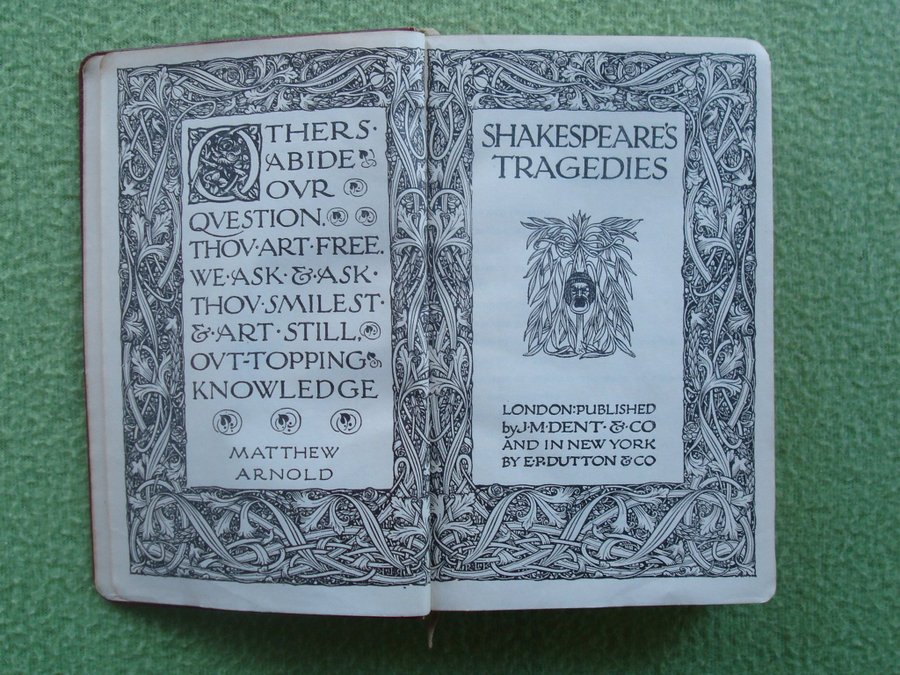 OTHERS·
ABIDE
OVR
QVESTION.
THOV·ART·FREE.
WE·ASK·&·ASK·
THOV·SMILEST·
&·ART·STILL,
OVT-TOPPING
KNOWLEDGE
MATTHEW
ARNOLD
SHAKESPEARE'S
TRAGEDIES
LONDON:PUBLISHED
by J·M·DENT·&·CO
AND IN NEW YORK
BY E·P·DUTTON & CO